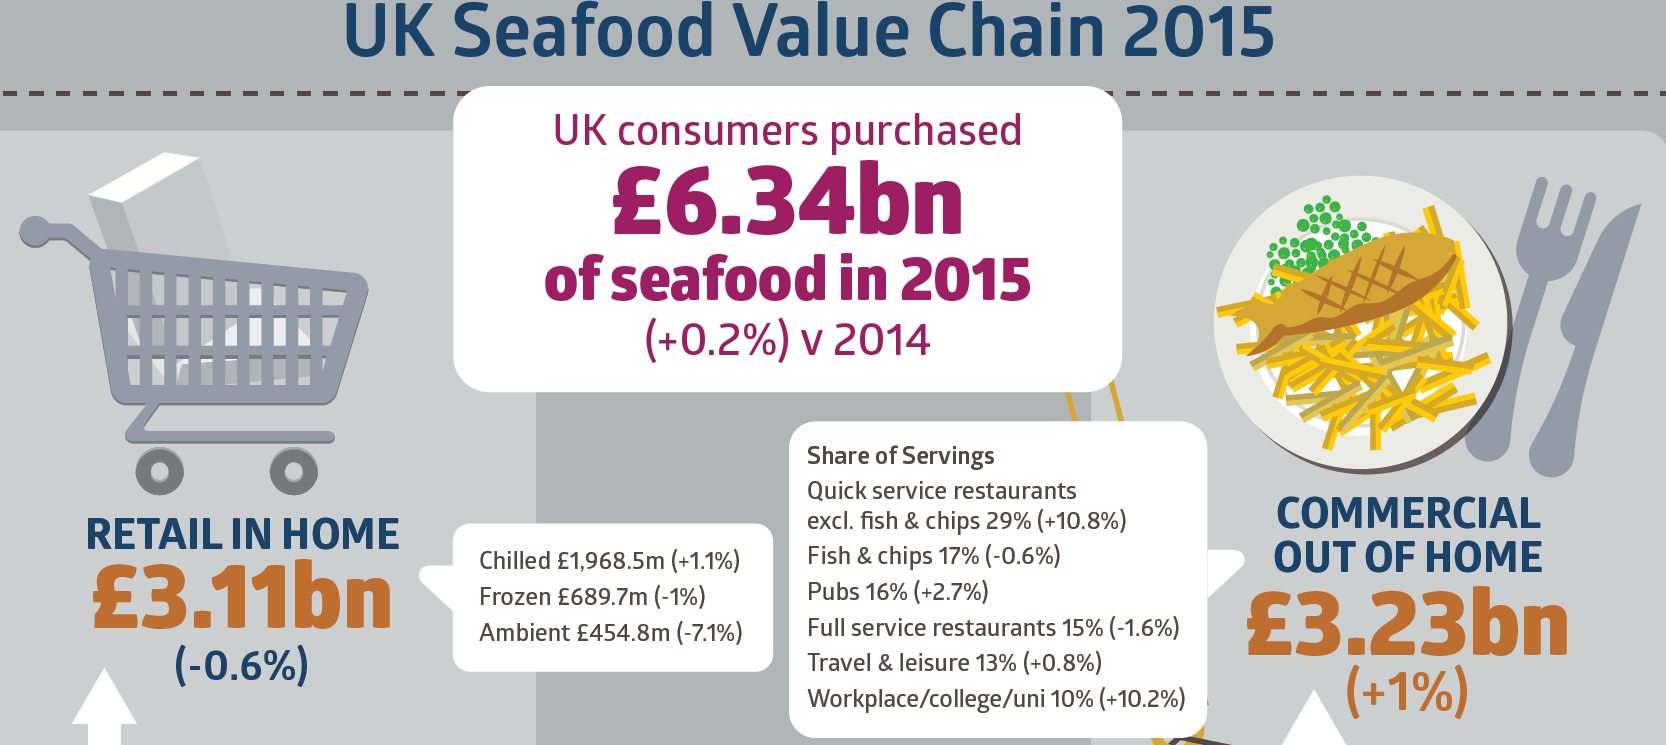 UK Seafood Value Chain 2015
UK consumers purchased
£6.34bn
of seafood in 2015
(+0.2%) v 2014
RETAIL IN HOME
£3.11bn
(-0.6%)
Chilled £1,968.5m (+1.1%)
Frozen £689.7m (-1%)
Ambient £454.8m (-7.1%)
Share of Servings
Quick service restaurants
excl. fish & chips 29% (+10.8%)
Fish & chips 17% (-0.6%)
Pubs 16% (+2.7%)
Full service restaurants 15% (-1.6%)
Travel & leisure 13% (+0.8%)
Workplace/college/uni 10% (+10.2%)
COMMERCIAL
OUT OF HOME
£3.23bn
(+1%)